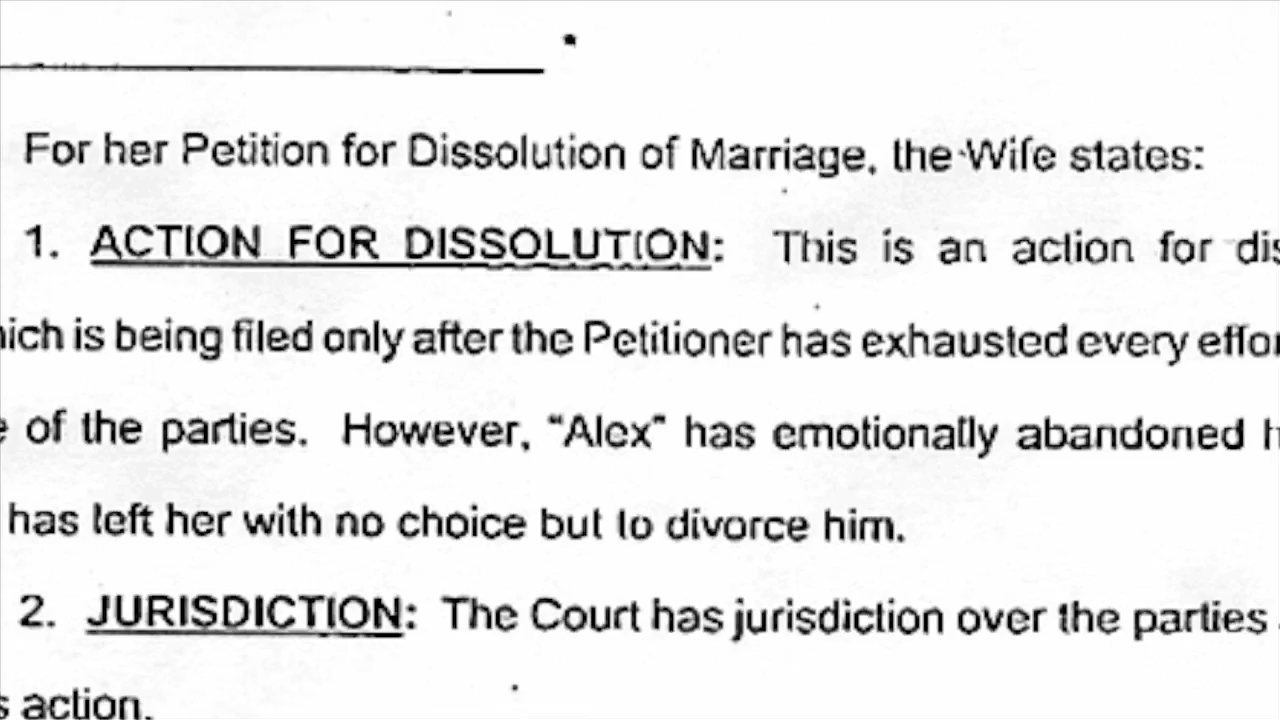 For her Petition for Dissolution of Marriage, the Wife states:
1. ACTION FOR DISSOLUTION: This is an action for
is being filed only after the Petitioner has exhausted every
of the parties. However, “Alex” has emotionally abandoned
has left her with no choice but to divorce him.
2. JURISDICTION: The Court has jurisdiction over the parties
action.